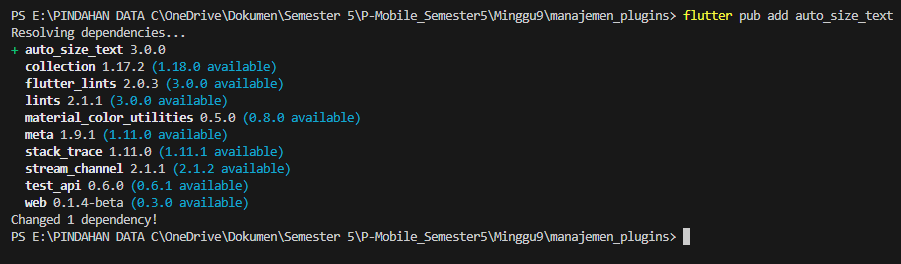 PS E:\PINDAHAN DATA C\OneDrive\Dokumen\Semester 5\P-Mobile_Semester5\Minggu9\manajemen_plugins> flutter pub add auto_size_text
Resolving dependencies...
+ auto_size_text 3.0.0
  collection 1.17.2 (1.18.0 available)
  flutter_lints 2.0.3 (3.0.0 available)
  lints 2.1.1 (3.0.0 available)
  material_color_utilities 0.5.0 (0.8.0 available)
  meta 1.9.1 (1.11.0 available)
  stack_trace 1.11.0 (1.11.1 available)
  stream_channel 2.1.1 (2.1.2 available)
  test_api 0.6.0 (0.6.1 available)
  web 0.1.4-beta (0.3.0 available)
Changed 1 dependency!
PS E:\PINDAHAN DATA C\OneDrive\Dokumen\Semester 5\P-Mobile_Semester5\Minggu9\manajemen_plugins>